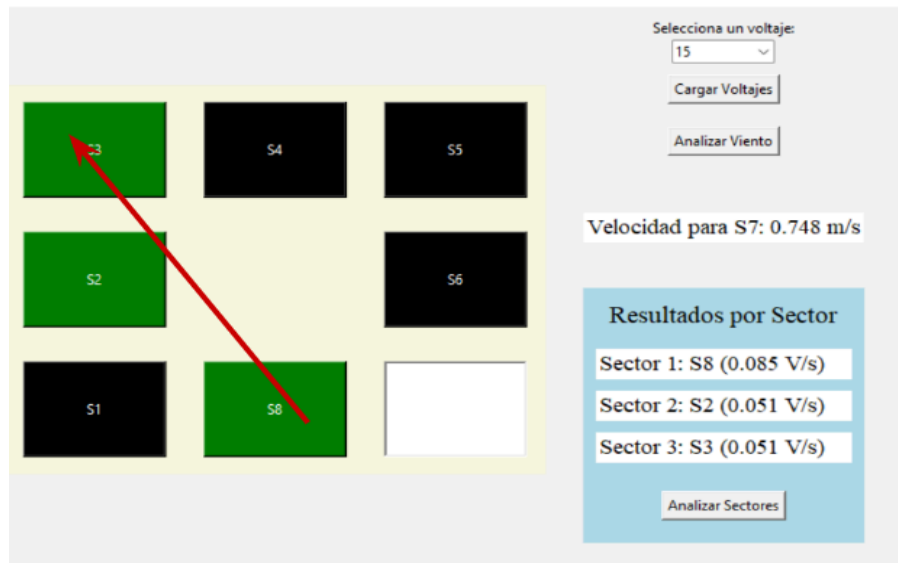 Selecciona un voltaje:
15
Cargar Voltajes
Analizar Viento
S3
S4
S5
Velocidad para S7: 0.748 m/s
S2
S6
Resultados por Sector
Sector 1: S8 (0.085 V/s)
Sector 2: S2 (0.051 V/s)
Sector 3: S3 (0.051 V/s)
S1
S8
Analizar Sectores